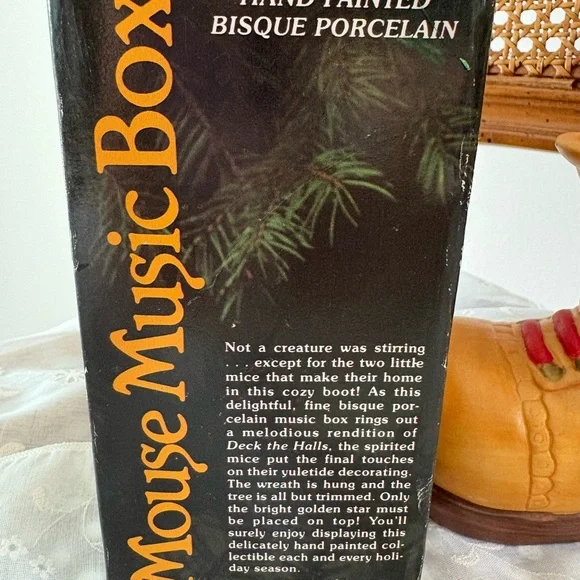 HAND PAINTED
BISQUE PORCELAIN
Mouse Music Box
Not a creature was stirring
. . . except for the two little
mice that make their home
in this cozy boot! As this
delightful, fine bisque por-
celain music box rings out
a melodious rendition of
Deck the Halls, the spirited
mice put the final touches
on their yuletide decorating.
The wreath is hung and the
tree is all but trimmed. Only
the bright golden star must
be placed on top! You'll
surely enjoy displaying this
delicately hand painted col-
lectible each and every holi-
day season.